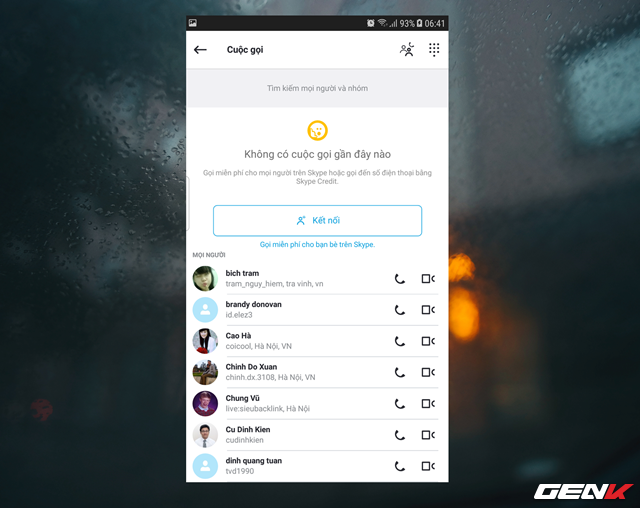 93% 06:41
Cuộc gọi
Tìm kiếm mọi người và nhóm
Không có cuộc gọi gần đây nào
Gọi miễn phí cho mọi người trên Skype hoặc gọi đến số điện thoại bằng
Skype Credit.
Kết nối
Gọi miễn phí cho bạn bè trên Skype.
MỌI NGƯỜI
bich tram
tram_nguy_hiem, tra vinh, vn
brandy donovan
id.elez3
Cao Hà
coicool, Hà Nội, VN
Chinh Do Xuan
chinh.dx.3108, Hà Nội, VN
Chung Vũ
live:sieubacklink, Hà Nội
Cu Dinh Kien
cudinhkien
dinh quang tuan
tvd1990
GENK